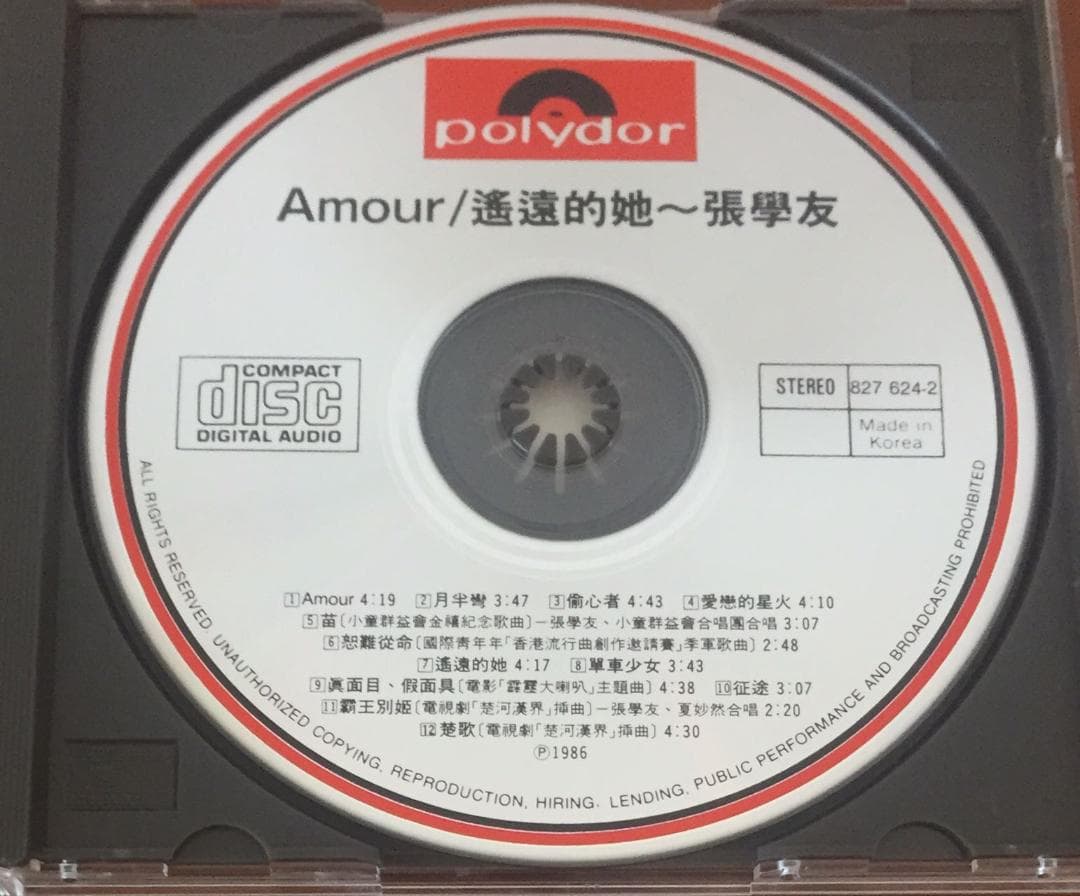 polydor
Amour/遙遠的她～張學友
COMPACT
disc
DIGITAL AUDIO
STEREO 827 624-2
Made in
Korea
1 Amour 4:19 2 月半彎 3:47 3 偷心者 4:43 4 愛戀的星火 4:10
5 苗〔小童群益會金禧紀念歌曲〕—張學友、小童群益會合唱團合唱 3:07
6 恕難從命〔國際青年年「香港流行曲創作邀請賽」季軍歌曲〕2:48
7 遙遠的她 4:17 8 單車少女 3:43
9 眞面目、假面具〔電影「霹靂大喇叭」主題曲〕4:38 10 征途 3:07
11 霸王別姬〔電視劇「楚河漢界」揷曲〕—張學友、夏妙然合唱 2:20
12 楚歌〔電視劇「楚河漢界」揷曲〕4:30
Ⓟ1986
ALL RIGHTS RESERVED. UNAUTHORIZED COPYING, REPRODUCTION, HIRING, LENDING, PUBLIC PERFORMANCE AND BROADCASTING PROHIBITED